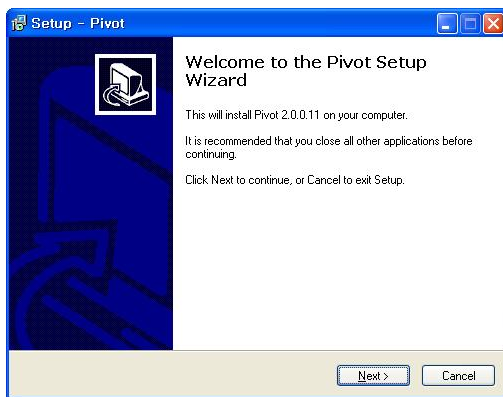 Setup - Pivot
Welcome to the Pivot Setup
Wizard
This will install Pivot 2.0.0.11 on your computer.
It is recommended that you close all other applications before
continuing.
Click Next to continue, or Cancel to exit Setup.
Next >
Cancel